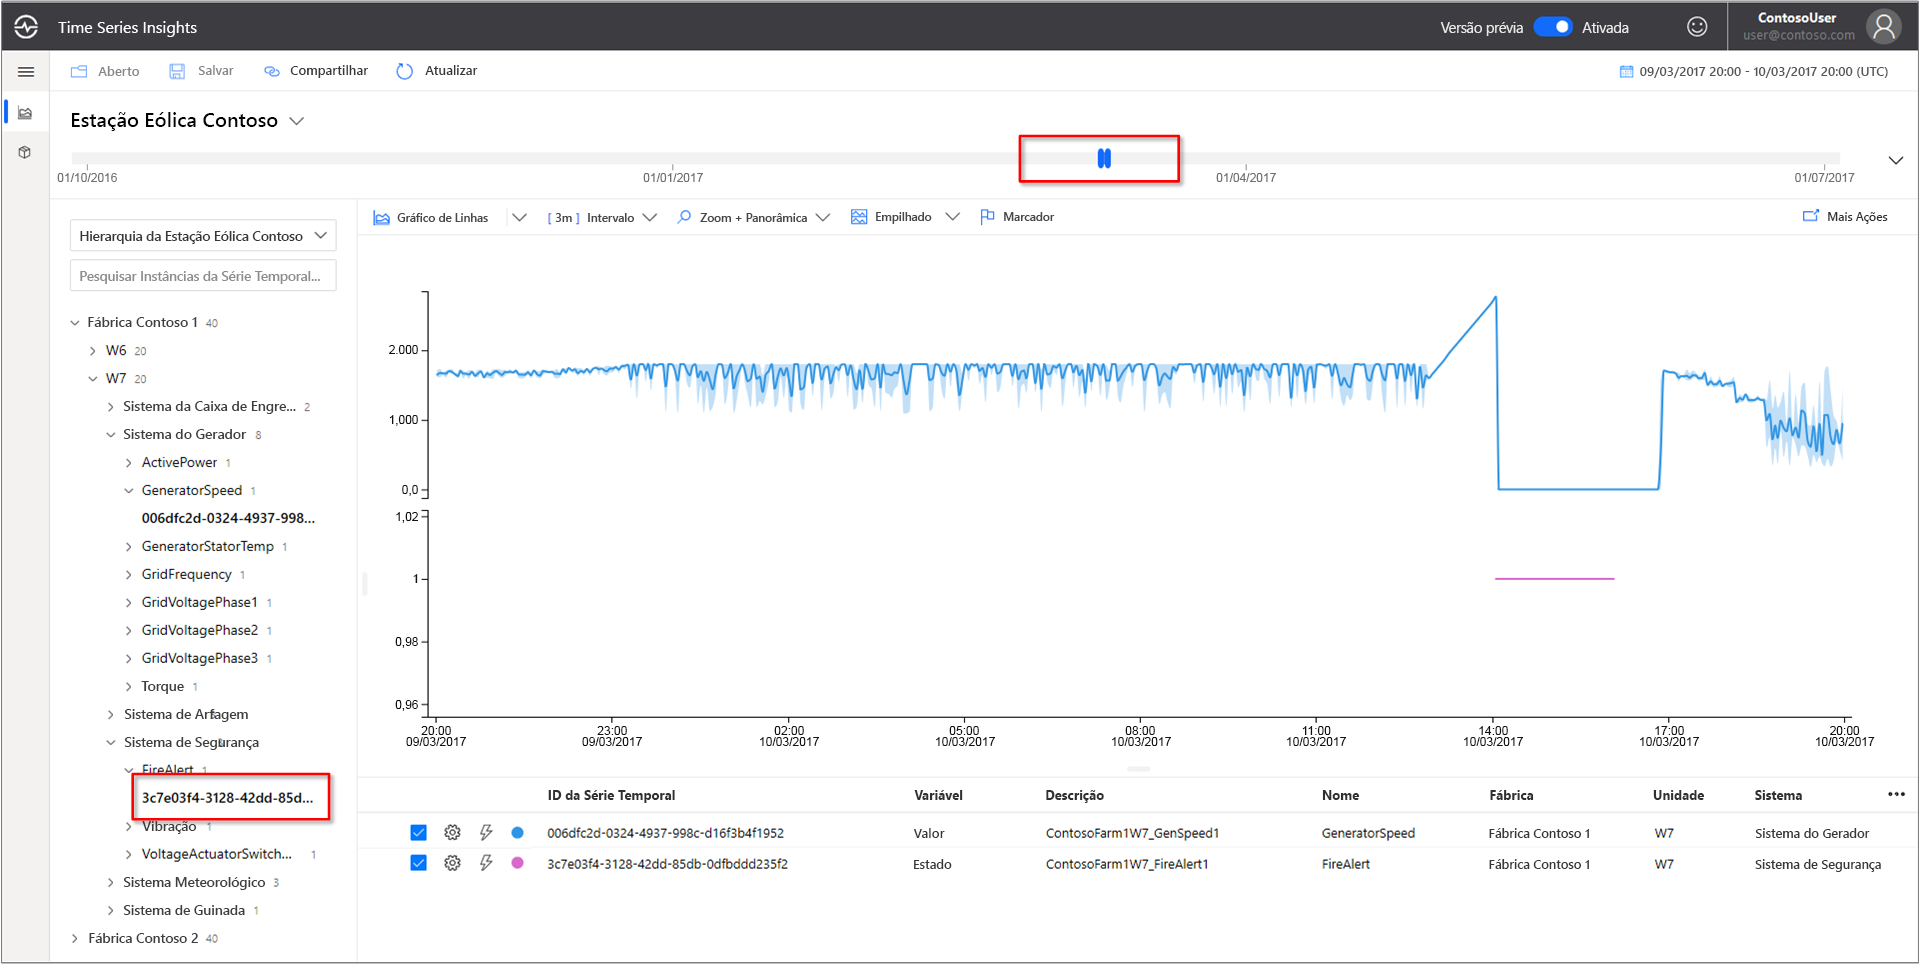 Time Series Insights
Versão prévia Ativada
ContosoUser
user@contoso.com
Aberto Salvar Compartilhar Atualizar
09/03/2017 20:00 - 10/03/2017 20:00 (UTC)
Estação Eólica Contoso
01/10/2016 01/01/2017 01/04/2017 01/07/2017
Hierarquia da Estação Eólica Contoso
Pesquisar Instâncias da Série Temporal...
Fábrica Contoso 1 40
W6 20
W7 20
Sistema da Caixa de Engre... 2
Sistema do Gerador 8
ActivePower 1
GeneratorSpeed 1
006dfc2d-0324-4937-998...
GeneratorStatorTemp 1
GridFrequency 1
GridVoltagePhase1 1
GridVoltagePhase2 1
GridVoltagePhase3 1
Torque 1
Sistema de Arfagem
Sistema de Segurança
FireAlert 1
3c7e03f4-3128-42dd-85d...
Vibração 1
VoltageActuatorSwitch... 1
Sistema Meteorológico 3
Sistema de Guinada 1
Fábrica Contoso 2 40
Gráfico de Linhas [ 3m ] Intervalo Zoom + Panorâmica Empilhado Marcador Mais Ações
2.000
1,000
0,0
1,02
1
0,98
0,96
20:00 23:00 02:00 05:00 08:00 11:00 14:00 17:00 20:00
09/03/2017 09/03/2017 10/03/2017 10/03/2017 10/03/2017 10/03/2017 10/03/2017 10/03/2017 10/03/2017
ID da Série Temporal Variável Descrição Nome Fábrica Unidade Sistema
006dfc2d-0324-4937-998c-d16f3b4f1952 Valor ContosoFarm1W7_GenSpeed1 GeneratorSpeed Fábrica Contoso 1 W7 Sistema do Gerador
3c7e03f4-3128-42dd-85db-0dfbddd235f2 Estado ContosoFarm1W7_FireAlert1 FireAlert Fábrica Contoso 1 W7 Sistema de Segurança